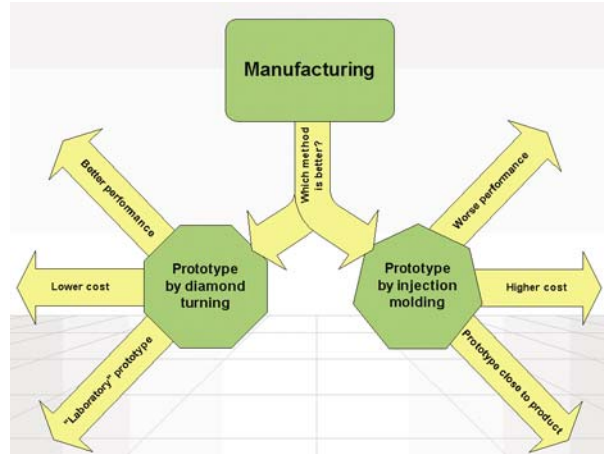 Manufacturing
Which method
is better?
Better performance
Lower cost
"Laboratory" prototype
Prototype
by diamond
turning
Prototype
by injection
molding
Worse performance
Higher cost
Prototype close to product